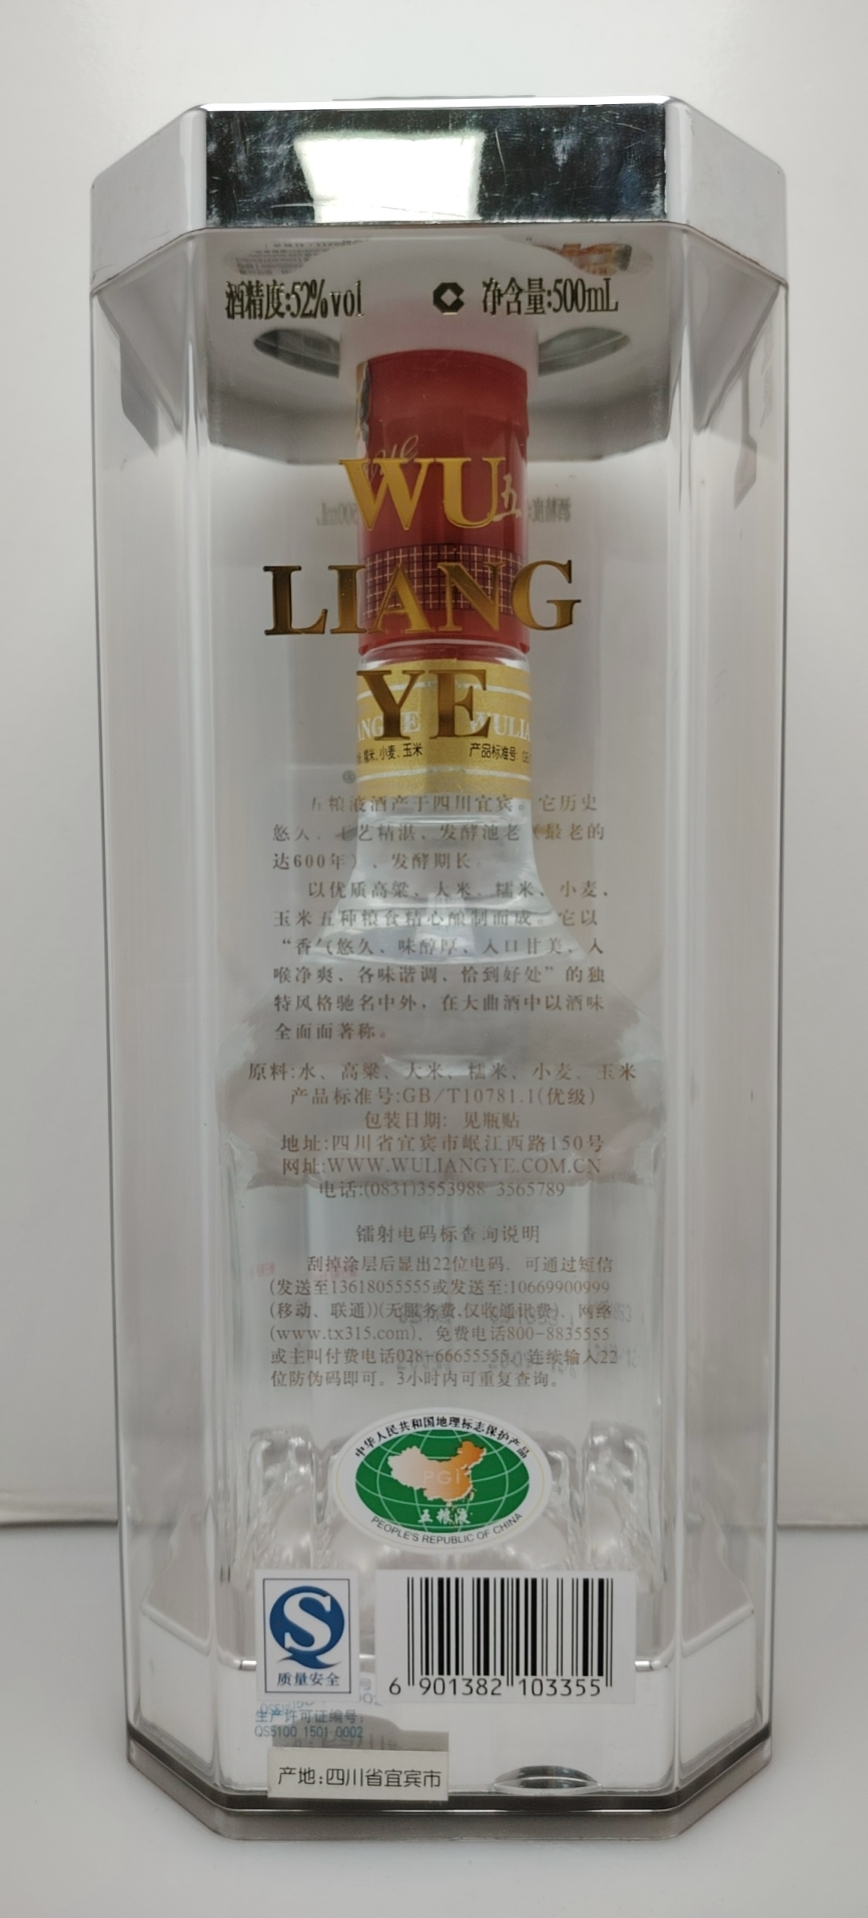 酒精度:52%vol 净含量:500mL
WU
五
LIANG
YE
糯米、小麦、玉米 产品标准号
五粮液酒产于四川宜宾。它历史
悠久、工艺精湛、发酵池老（最老的
达600年）、发酵期长。
以优质高粱、大米、糯米、小麦、
玉米五种粮食精心酿制而成。它以
“香气悠久、味醇厚、入口甘美、入
喉净爽、各味谐调、恰到好处”的独
特风格驰名中外，在大曲酒中以酒味
全面而著称。
原料:水、高粱、大米、糯米、小麦、玉米
产品标准号:GB/T10781.1(优级)
包装日期: 见瓶贴
地址:四川省宜宾市岷江西路150号
网址:WWW.WULIANGYE.COM.CN
电话:(0831)3553988 3565789
镭射电码标查询说明
刮掉涂层后显出22位电码，可通过短信
(发送至13618055555或发送至:10669900999
(移动、联通))(无服务费,仅收通讯费)、网络
(www.tx315.com)、免费电话800-8835555
或主叫付费电话028-66655555，连续输入22
位防伪码即可。3小时内可重复查询。
中华人民共和国地理标志保护产品
PGI
五粮液
PEOPLE'S REPUBLIC OF CHINA
质量安全
6 901382 103355
生产许可证编号:
QS5100 1501 0002
产地:四川省宜宾市